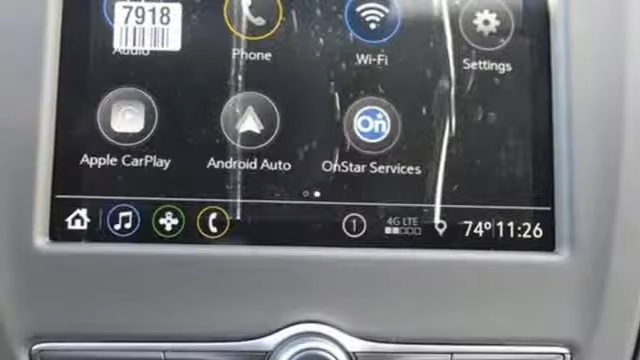 7918
Audio
Phone
Wi-Fi
Settings
Apple CarPlay
Android Auto
On
OnStar Services
1
4G LTE
74° 11:26